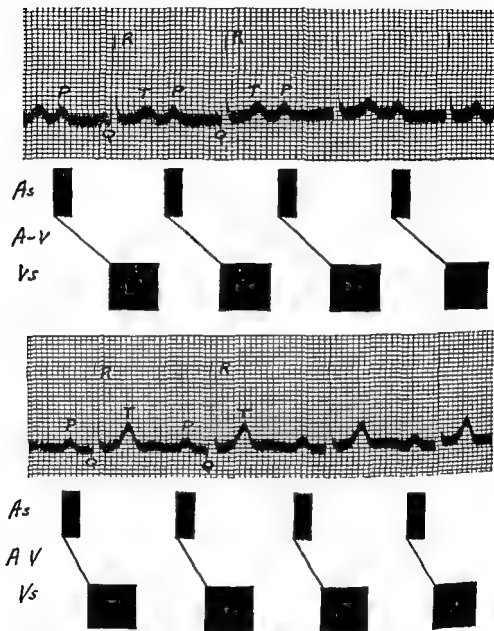 R R
P T P T P
Q Q
As
A-V
Vs
R R
P T P T
Q Q
As
A V
Vs